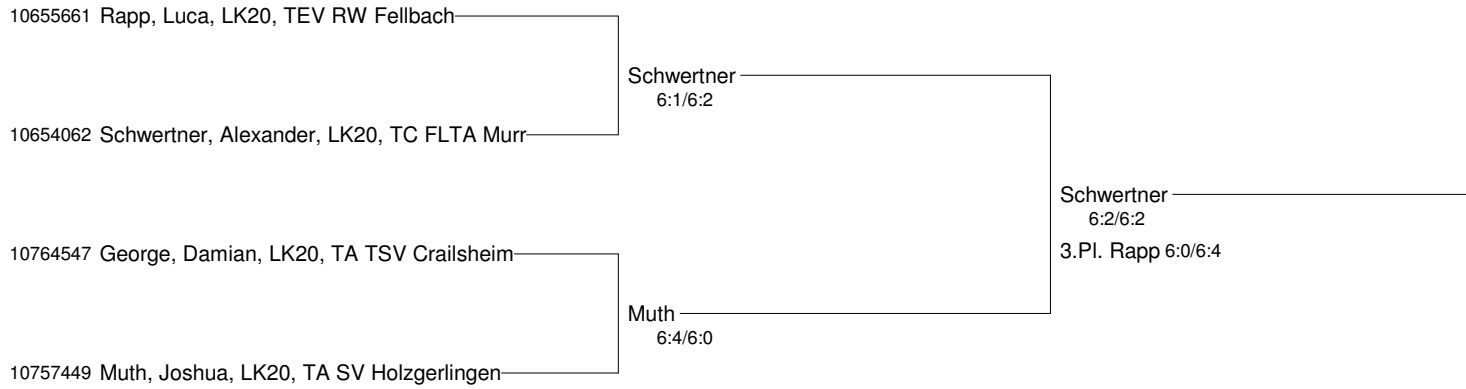 10655661 Rapp, Luca, LK20, TEV RW Fellbach
Schwertner
6:1/6:2
10654062 Schwertner, Alexander, LK20, TC FLTA Murr
Schwertner
6:2/6:2
10764547 George, Damian, LK20, TA TSV Crailsheim
3.Pl. Rapp 6:0/6:4
Muth
6:4/6:0
10757449 Muth, Joshua, LK20, TA SV Holzgerlingen